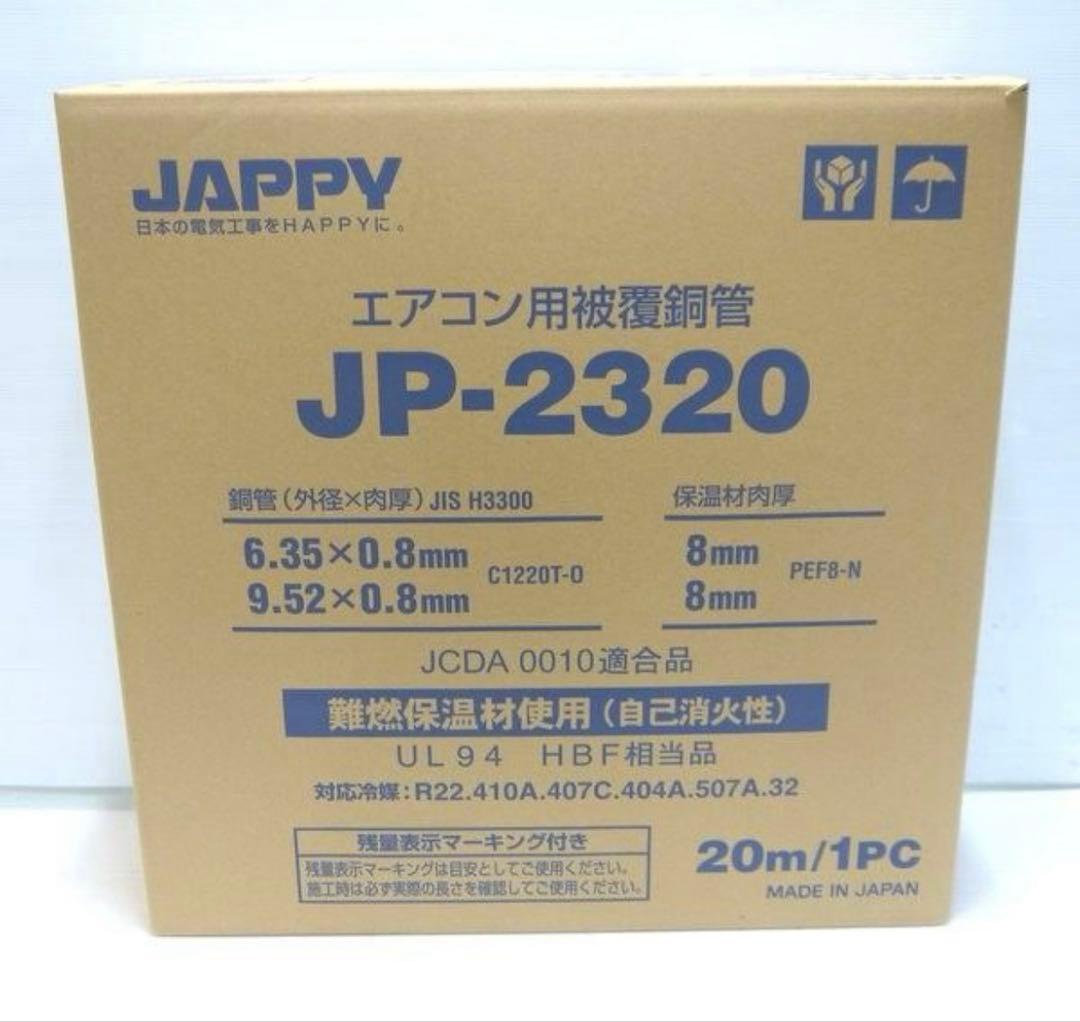 JAPPY
日本の電気工事をHAPPYに。
エアコン用被覆銅管
JP-2320
銅管（外径×肉厚）JIS H3300
保温材肉厚
6.35×0.8mm
9.52×0.8mm
C1220T-O
8mm
8mm
PEF8-N
JCDA 0010適合品
難燃保温材使用（自己消火性）
UL94 HBF相当品
対応冷媒：R22.410A.407C.404A.507A.32
残量表示マーキング付き
残量表示マーキングは目安としてご使用ください。
施工時は必ず実際の長さを確認してご使用ください。
20m/1PC
MADE IN JAPAN